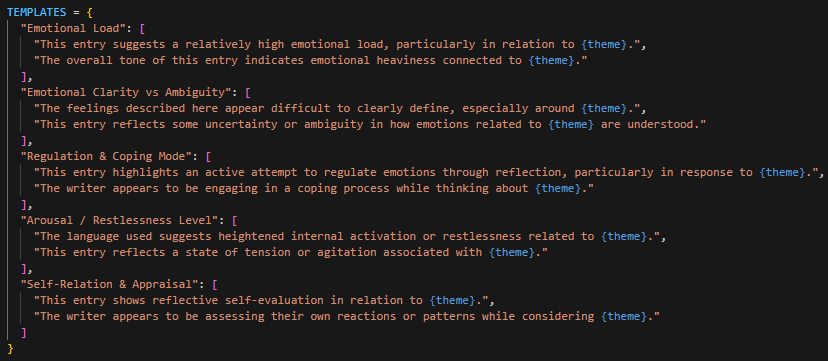 TEMPLATES = {
"Emotional Load": [
"This entry suggests a relatively high emotional load, particularly in relation to {theme}.",
"The overall tone of this entry indicates emotional heaviness connected to {theme}."
],
"Emotional Clarity vs Ambiguity": [
"The feelings described here appear difficult to clearly define, especially around {theme}.",
"This entry reflects some uncertainty or ambiguity in how emotions related to {theme} are understood."
],
"Regulation & Coping Mode": [
"This entry highlights an active attempt to regulate emotions through reflection, particularly in response to {theme}.",
"The writer appears to be engaging in a coping process while thinking about {theme}."
],
"Arousal / Restlessness Level": [
"The language used suggests heightened internal activation or restlessness related to {theme}.",
"This entry reflects a state of tension or agitation associated with {theme}."
],
"Self-Relation & Appraisal": [
"This entry shows reflective self-evaluation in relation to {theme}.",
"The writer appears to be assessing their own reactions or patterns while considering {theme}."
]
}